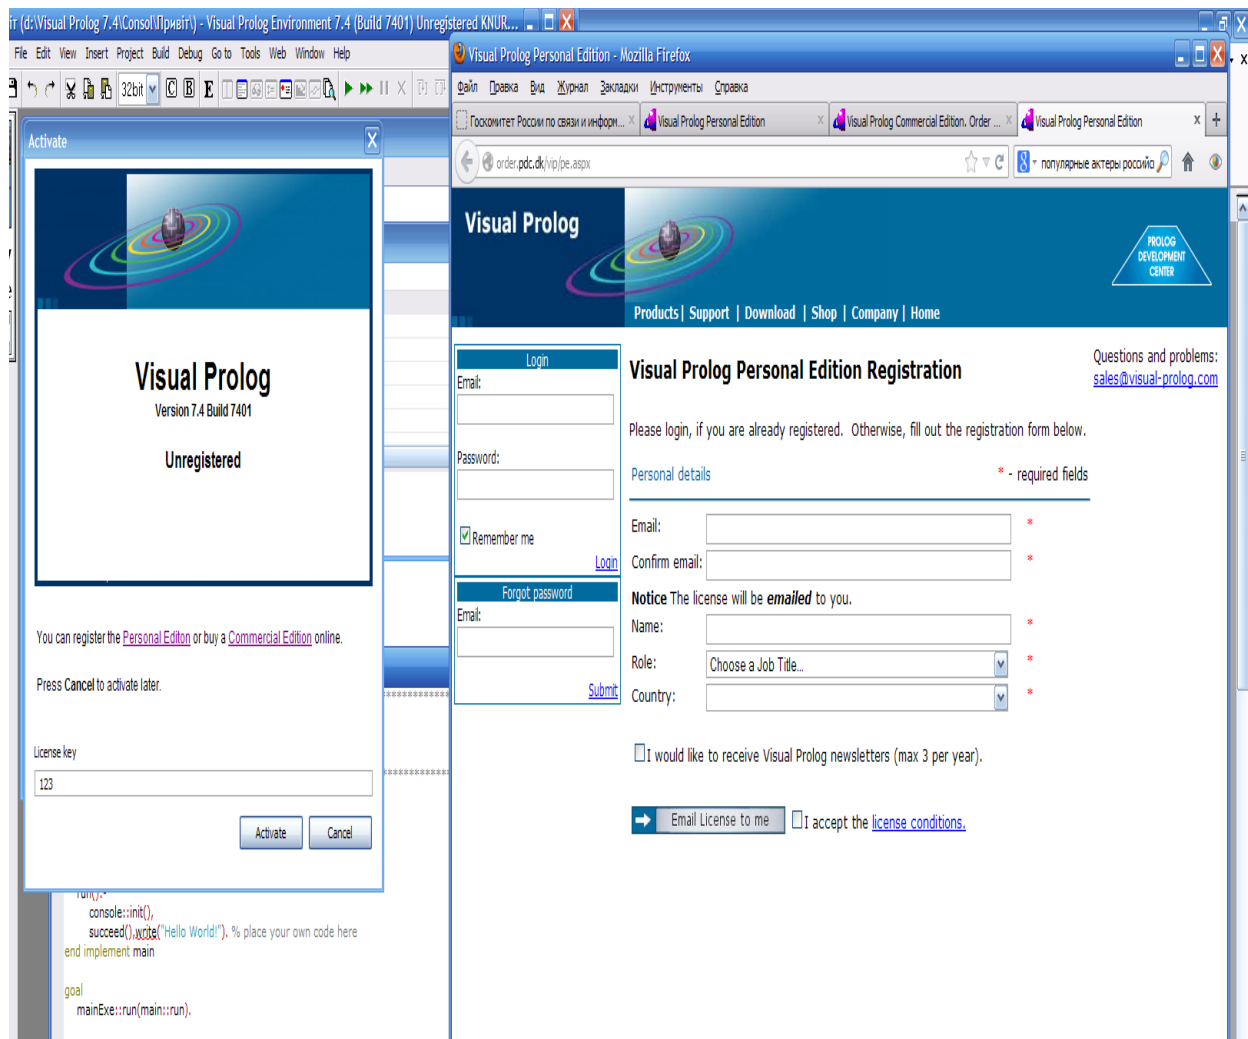 іт (d:\Visual Prolog 7.4\Consol\Привіт\) - Visual Prolog Environment 7.4 (Build 7401) Unregistered KNUR...
File Edit View Insert Project Build Debug Go to Tools Web Window Help
32bit C B E
Activate
Visual Prolog
Version 7.4 Build 7401
Unregistered
You can register the Personal Editon or buy a Commercial Edition online.
Press Cancel to activate later.
License key
123
Activate Cancel
run():-
console::init(),
succeed(),write("Hello World!"). % place your own code here
end implement main
goal
mainExe::run(main::run).
Visual Prolog Personal Edition - Mozilla Firefox
Файл Правка Вид Журнал Закладки Инструменты Справка
Госкомитет России по связи и информ... Visual Prolog Personal Edition Visual Prolog Commercial Edition. Order ... Visual Prolog Personal Edition
order.pdc.dk/vip/pe.aspx популярные актеры россий
Visual Prolog
PROLOG
DEVELOPMENT
CENTER
Products | Support | Download | Shop | Company | Home
Login
Email:
Password:
Remember me
Login
Forgot password
Email:
Submit
Visual Prolog Personal Edition Registration
Questions and problems:
sales@visual-prolog.com
Please login, if you are already registered. Otherwise, fill out the registration form below.
Personal details * - required fields
Email: *
Confirm email: *
Notice The license will be emailed to you.
Name: *
Role: Choose a Job Title... *
Country: *
I would like to receive Visual Prolog newsletters (max 3 per year).
Email License to me I accept the license conditions.